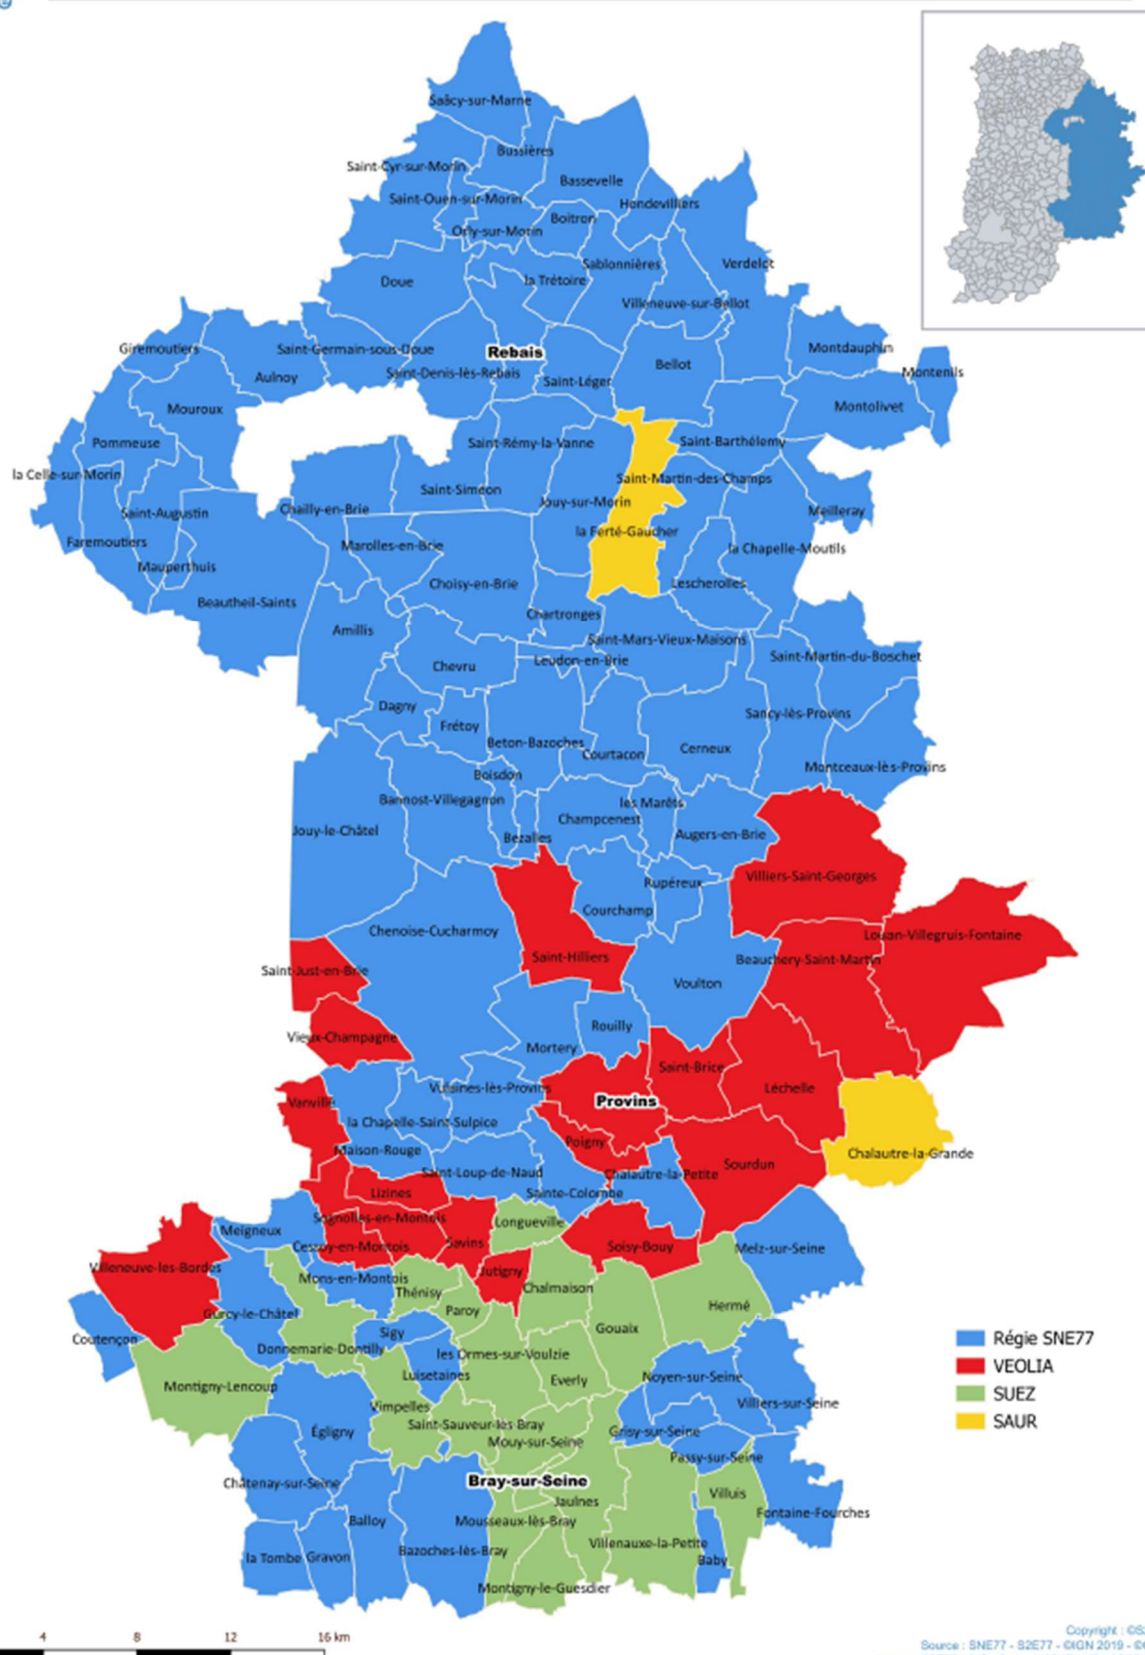 Saâcy-sur-Marne
Bussières
Saint-Cyr-sur-Morin
Bassevelle
Saint-Ouen-sur-Morin
Hondevilliers
Boitron
Orly-sur-Morin
Sablonnières
Verdelot
Doue
la Trétoire
Villeneuve-sur-Bellot
Giremoutiers
Saint-Germain-sous-Doue
Rebais
Montdauphin
Bellot
Montenils
Aulnoy
Saint-Denis-lès-Rebais
Saint-Léger
Mouroux
Montolivet
Pommeuse
Saint-Rémy-la-Vanne
Saint-Barthélemy
la Celle-sur-Morin
Saint-Martin-des-Champs
Saint-Siméon
Jouy-sur-Morin
Chailly-en-Brie
Saint-Augustin
Meilleray
la Ferté-Gaucher
Faremoutiers
Marolles-en-Brie
la Chapelle-Moutils
Mauperthuis
Choisy-en-Brie
Lescherolles
Beautheil-Saints
Chartronges
Amillis
Saint-Mars-Vieux-Maisons
Leudon-en-Brie
Saint-Martin-du-Boschet
Chevru
Dagny
Sancy-lès-Provins
Frétoy
Beton-Bazoches
Courtacon
Cerneux
Montceaux-lès-Provins
Boisdon
Bannost-Villegagnon
les Marêts
Champcenest
Jouy-le-Châtel
Bezalles
Augers-en-Brie
Rupéreux
Villiers-Saint-Georges
Courchamp
Chenoise-Cucharmoy
Louan-Villegruis-Fontaine
Saint-Hilliers
Beauchery-Saint-Martin
Saint-Just-en-Brie
Voulton
Rouilly
Vieux-Champagne
Mortery
Saint-Brice
Vulaines-lès-Provins
Léchelle
Vanvillé
Provins
la Chapelle-Saint-Sulpice
Poigny
Maison-Rouge
Chalautre-la-Grande
Saint-Loup-de-Naud
Chalautre-la-Petite
Sourdun
Lizines
Sainte-Colombe
Sognolles-en-Montois
Longueville
Meigneux
Cessoy-en-Montois
Savins
Soisy-Bouy
Melz-sur-Seine
Villeneuve-les-Bordes
Jutigny
Mons-en-Montois
Thénisy
Chalmaison
Paroy
Hermé
Gurcy-le-Châtel
Gouaix
Coutençon
Sigy
Donnemarie-Dontilly
les Ormes-sur-Voulzie
Luisetaines
Everly
Noyen-sur-Seine
Montigny-Lencoup
Vimpelles
Villiers-sur-Seine
Saint-Sauveur-lès-Bray
Égligny
Grisy-sur-Seine
Mouy-sur-Seine
Passy-sur-Seine
Châtenay-sur-Seine
Bray-sur-Seine
Villuis
Jaulnes
Fontaine-Fourches
Balloy
Mousseaux-lès-Bray
Villenauxe-la-Petite
Bazoches-lès-Bray
la Tombe
Gravon
Baby
Montigny-le-Guesdier
Régie SNE77
VEOLIA
SUEZ
SAUR
4 8 12 16 km
Copyright : ©S
Source : SNE77 - S2E77 - ©IGN 2019 - ©